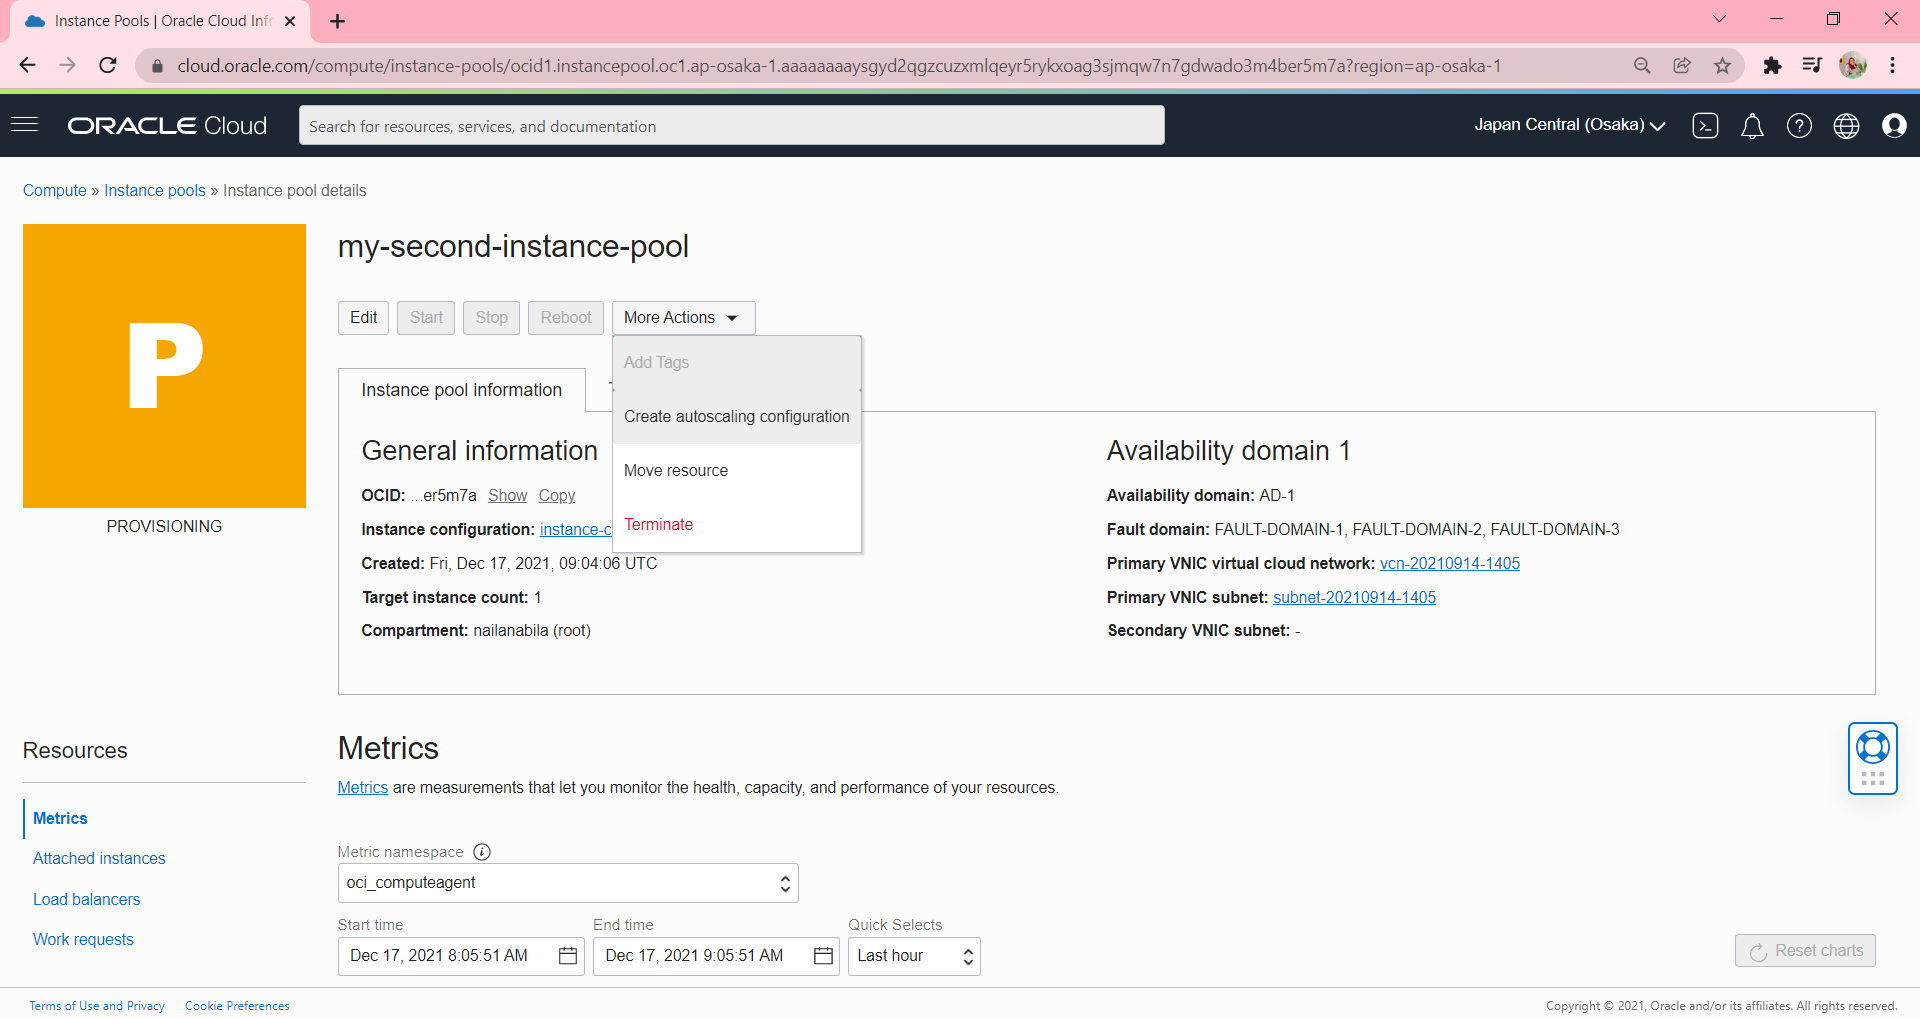 Instance Pools | Oracle Cloud Infr
cloud.oracle.com/compute/instance-pools/ocid1.instancepool.oc1.ap-osaka-1.aaaaaaaaysgyd2qgzcuzxmlqeyr5rykxoag3sjmqw7n7gdwado3m4ber5m7a?region=ap-osaka-1
ORACLE Cloud
Search for resources, services, and documentation
Japan Central (Osaka)
Compute » Instance pools » Instance pool details
P
PROVISIONING
my-second-instance-pool
Edit Start Stop Reboot More Actions
Add Tags
Create autoscaling configuration
Move resource
Terminate
Instance pool information
General information
OCID: ...er5m7a Show Copy
Instance configuration: instance-c
Created: Fri, Dec 17, 2021, 09:04:06 UTC
Target instance count: 1
Compartment: nailanabila (root)
Availability domain 1
Availability domain: AD-1
Fault domain: FAULT-DOMAIN-1, FAULT-DOMAIN-2, FAULT-DOMAIN-3
Primary VNIC virtual cloud network: vcn-20210914-1405
Primary VNIC subnet: subnet-20210914-1405
Secondary VNIC subnet: -
Resources
Metrics
Attached instances
Load balancers
Work requests
Metrics
Metrics are measurements that let you monitor the health, capacity, and performance of your resources.
Metric namespace
oci_computeagent
Start time End time Quick Selects
Dec 17, 2021 8:05:51 AM Dec 17, 2021 9:05:51 AM Last hour
Reset charts
Terms of Use and Privacy Cookie Preferences
Copyright © 2021, Oracle and/or its affiliates. All rights reserved.